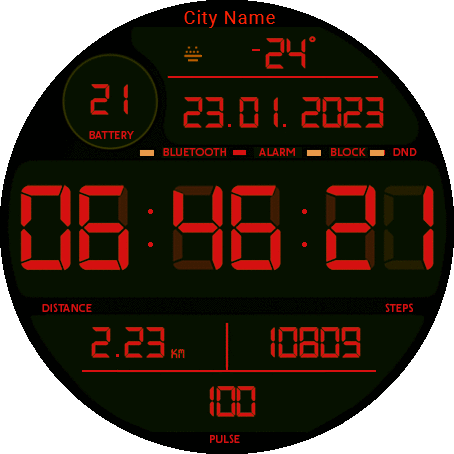 City Name
-24°
21
BATTERY
23.01.2023
BLUETOOTH ALARM BLOCK DND
06:46:21
DISTANCE STEPS
2.23 KM 10809
100
PULSE